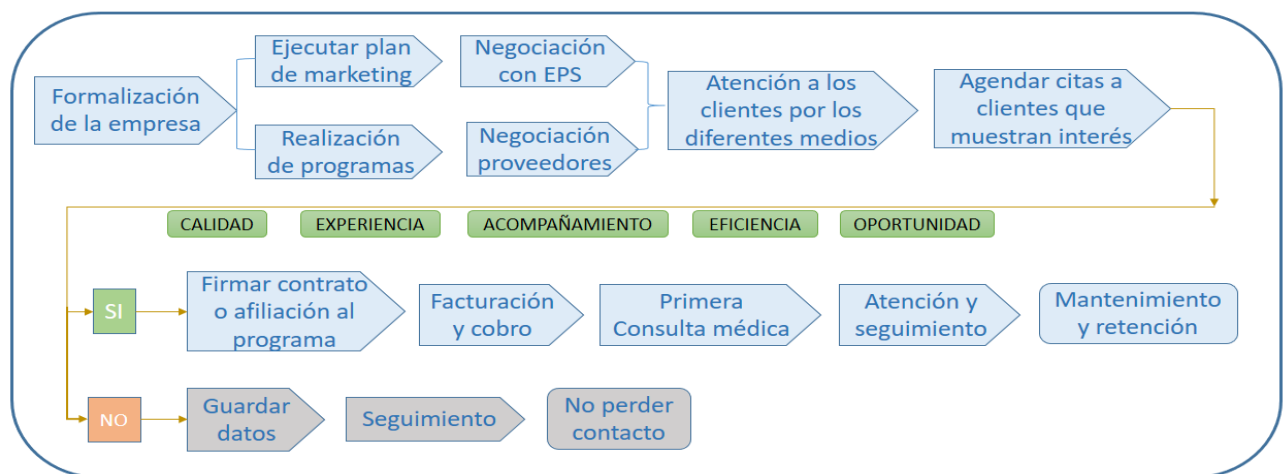 Formalización
de la empresa
Ejecutar plan
de marketing
Negociación
con EPS
Realización
de programas
Negociación
proveedores
Atención a los
clientes por los
diferentes medios
Agendar citas a
clientes que
muestran interés
CALIDAD
EXPERIENCIA
ACOMPAÑAMIENTO
EFICIENCIA
OPORTUNIDAD
SI
Firmar contrato
o afiliación al
programa
Facturación
y cobro
Primera
Consulta médica
Atención y
seguimiento
Mantenimiento
y retención
NO
Guardar
datos
Seguimiento
No perder
contacto